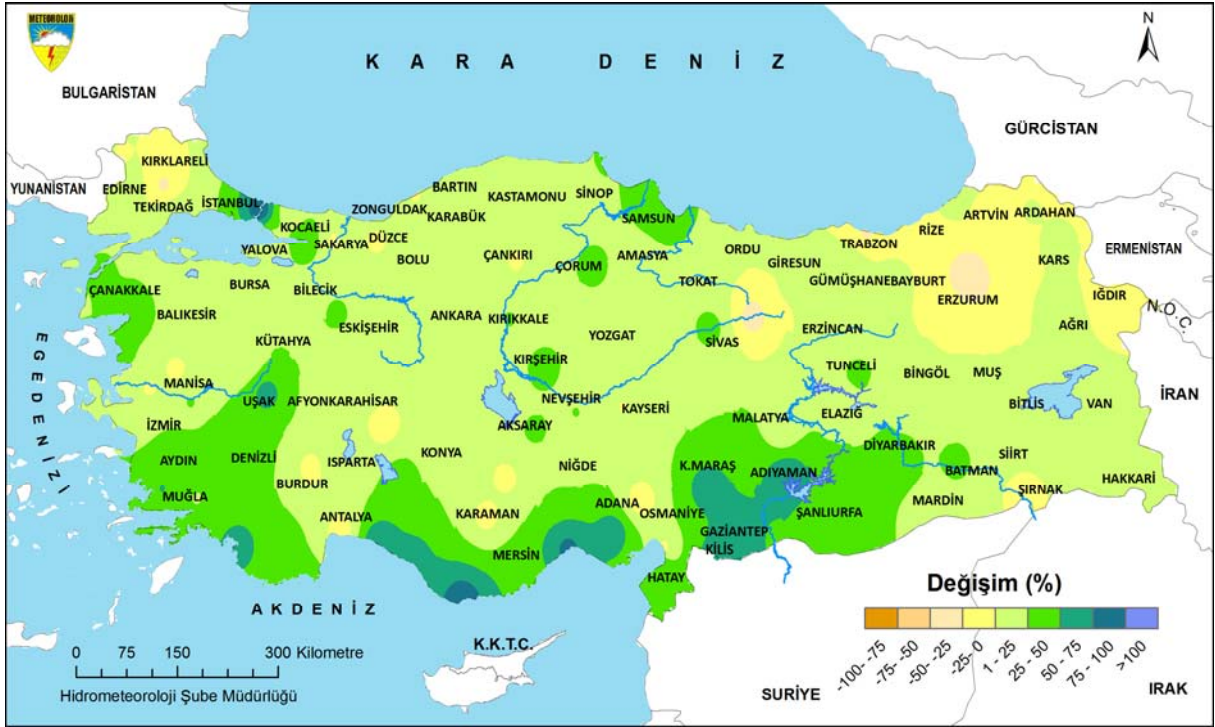 METEOROLOJİ
N
K A R A D E N İ Z
BULGARİSTAN
GÜRCİSTAN
YUNANİSTAN
ERMENİSTAN
N.Ö.C.
İRAN
E G E D E N İ Z İ
KIRKLARELİ
EDİRNE
TEKİRDAĞ
İSTANBUL
KOCAELİ
YALOVA
SAKARYA
DÜZCE
ZONGULDAK
BARTIN
KARABÜK
KASTAMONU
SİNOP
SAMSUN
BOLU
ÇANKIRI
ÇORUM
AMASYA
ORDU
GİRESUN
TOKAT
TRABZON
RİZE
ARTVİN
ARDAHAN
KARS
GÜMÜŞHANE
BAYBURT
ERZURUM
IĞDIR
AĞRI
ÇANAKKALE
BALIKESİR
BURSA
BİLECİK
ESKİŞEHİR
KÜTAHYA
ANKARA
KIRIKKALE
YOZGAT
SİVAS
ERZİNCAN
TUNCELİ
BİNGÖL
MUŞ
BİTLİS
VAN
MANİSA
UŞAK
AFYONKARAHİSAR
KIRŞEHİR
NEVŞEHİR
KAYSERİ
AKSARAY
MALATYA
ELAZIĞ
DİYARBAKIR
SİİRT
BATMAN
HAKKARİ
İZMİR
AYDIN
DENİZLİ
ISPARTA
BURDUR
KONYA
NİĞDE
K.MARAŞ
ADIYAMAN
MARDİN
ŞIRNAK
MUĞLA
ANTALYA
KARAMAN
MERSİN
ADANA
OSMANİYE
GAZİANTEP
KİLİS
ŞANLIURFA
HATAY
A K D E N İ Z
K.K.T.C.
SURİYE
IRAK
0 75 150 300 Kilometre
Hidrometeoroloji Şube Müdürlüğü
Değişim (%)
-100- -75
-75- -50
-50- -25
-25- 0
1 - 25
25 - 50
50 - 75
75 - 100
>100